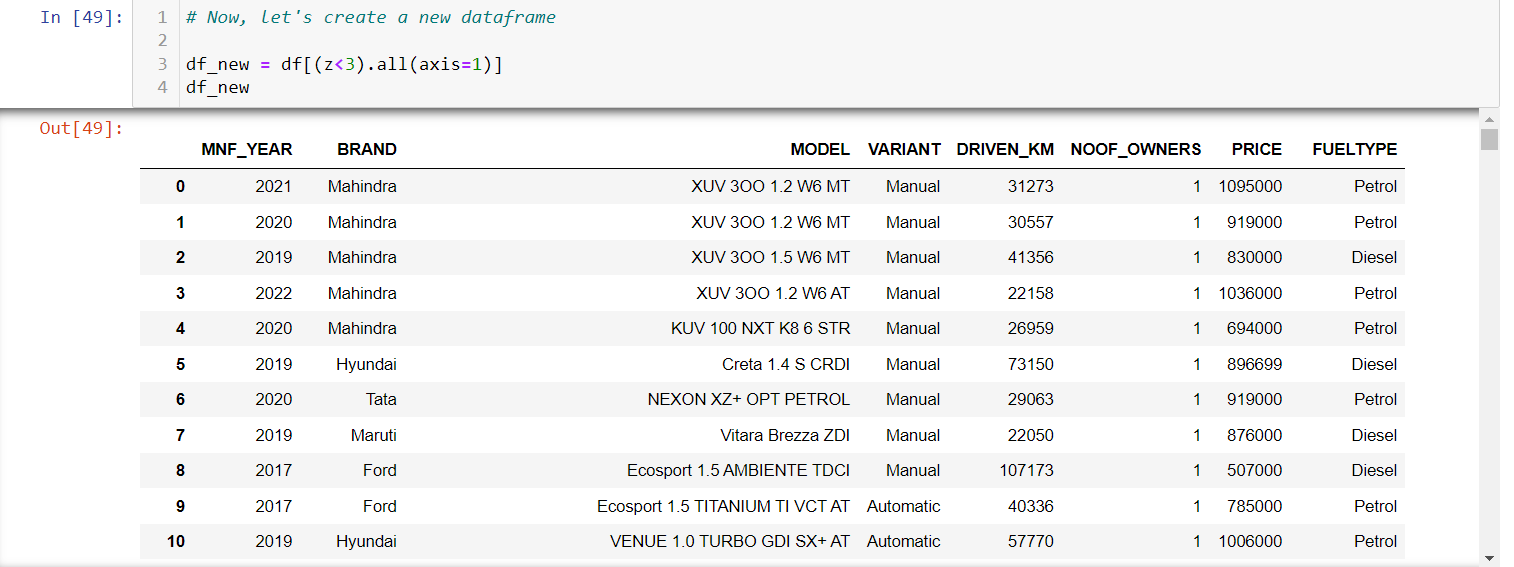 In [49]: 1 # Now, let's create a new dataframe
2
3 df_new = df[(z<3).all(axis=1)]
4 df_new
Out[49]:
MNF_YEAR BRAND MODEL VARIANT DRIVEN_KM NOOF_OWNERS PRICE FUELTYPE
0 2021 Mahindra XUV 3OO 1.2 W6 MT Manual 31273 1 1095000 Petrol
1 2020 Mahindra XUV 3OO 1.2 W6 MT Manual 30557 1 919000 Petrol
2 2019 Mahindra XUV 3OO 1.5 W6 MT Manual 41356 1 830000 Diesel
3 2022 Mahindra XUV 3OO 1.2 W6 AT Manual 22158 1 1036000 Petrol
4 2020 Mahindra KUV 100 NXT K8 6 STR Manual 26959 1 694000 Petrol
5 2019 Hyundai Creta 1.4 S CRDI Manual 73150 1 896699 Diesel
6 2020 Tata NEXON XZ+ OPT PETROL Manual 29063 1 919000 Petrol
7 2019 Maruti Vitara Brezza ZDI Manual 22050 1 876000 Diesel
8 2017 Ford Ecosport 1.5 AMBIENTE TDCI Manual 107173 1 507000 Diesel
9 2017 Ford Ecosport 1.5 TITANIUM TI VCT AT Automatic 40336 1 785000 Petrol
10 2019 Hyundai VENUE 1.0 TURBO GDI SX+ AT Automatic 57770 1 1006000 Petrol